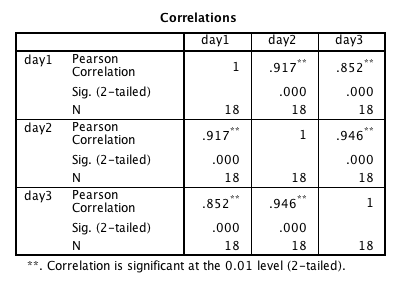 Correlations
day1 day2 day3
day1 Pearson Correlation 1 .917** .852**
Sig. (2-tailed) .000 .000
N 18 18 18
day2 Pearson Correlation .917** 1 .946**
Sig. (2-tailed) .000 .000
N 18 18 18
day3 Pearson Correlation .852** .946** 1
Sig. (2-tailed) .000 .000
N 18 18 18
**. Correlation is significant at the 0.01 level (2-tailed).